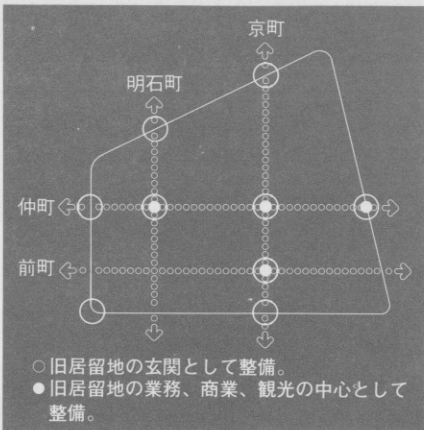 京町
明石町
仲町
前町
○旧居留地の玄関として整備。
●旧居留地の業務、商業、観光の中心として
整備。